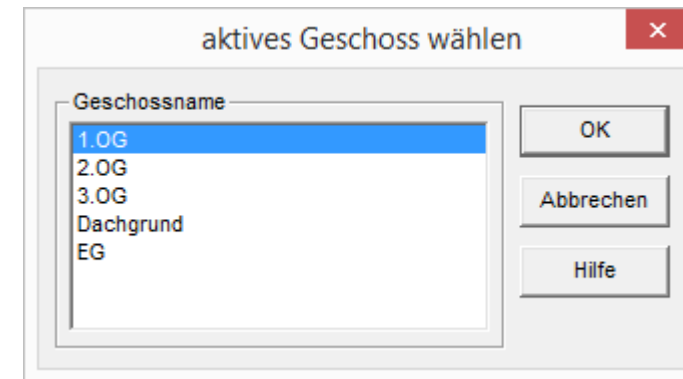 aktives Geschoss wählen
Geschossname
1.OG
2.OG
3.OG
Dachgrund
EG
OK
Abbrechen
Hilfe